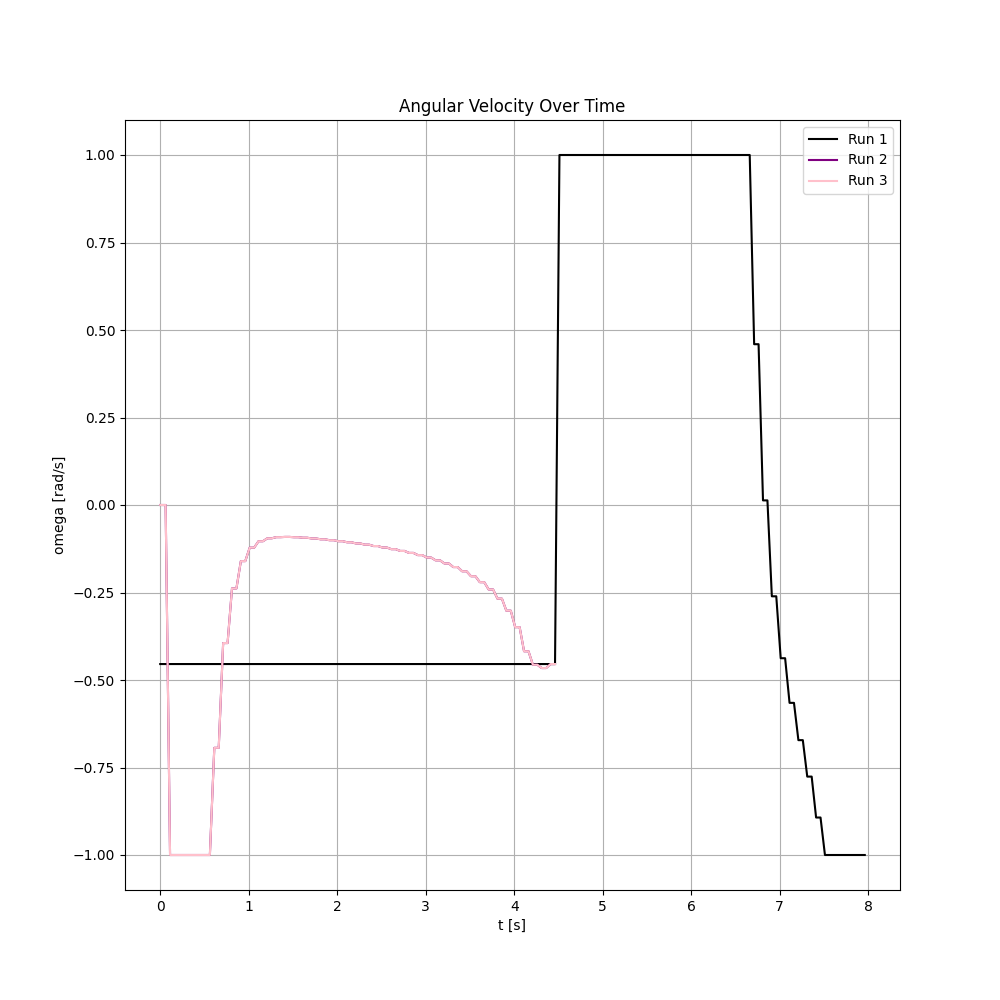 Angular Velocity Over Time
1.00
0.75
0.50
0.25
0.00
−0.25
−0.50
−0.75
−1.00
omega [rad/s]
0 1 2 3 4 5 6 7 8
t [s]
Run 1
Run 2
Run 3